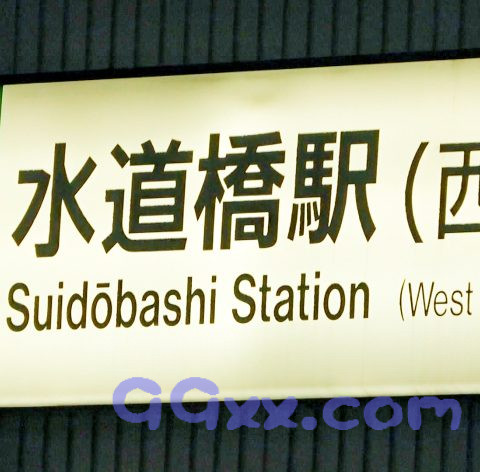 水道橋駅(西
Suidōbashi Station (West
GGxx.com